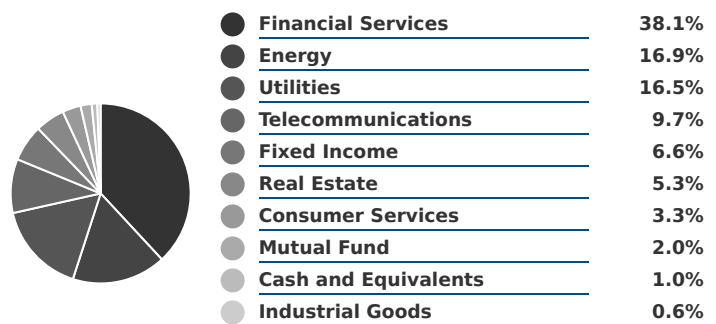 Financial Services 38.1%
Energy 16.9%
Utilities 16.5%
Telecommunications 9.7%
Fixed Income 6.6%
Real Estate 5.3%
Consumer Services 3.3%
Mutual Fund 2.0%
Cash and Equivalents 1.0%
Industrial Goods 0.6%